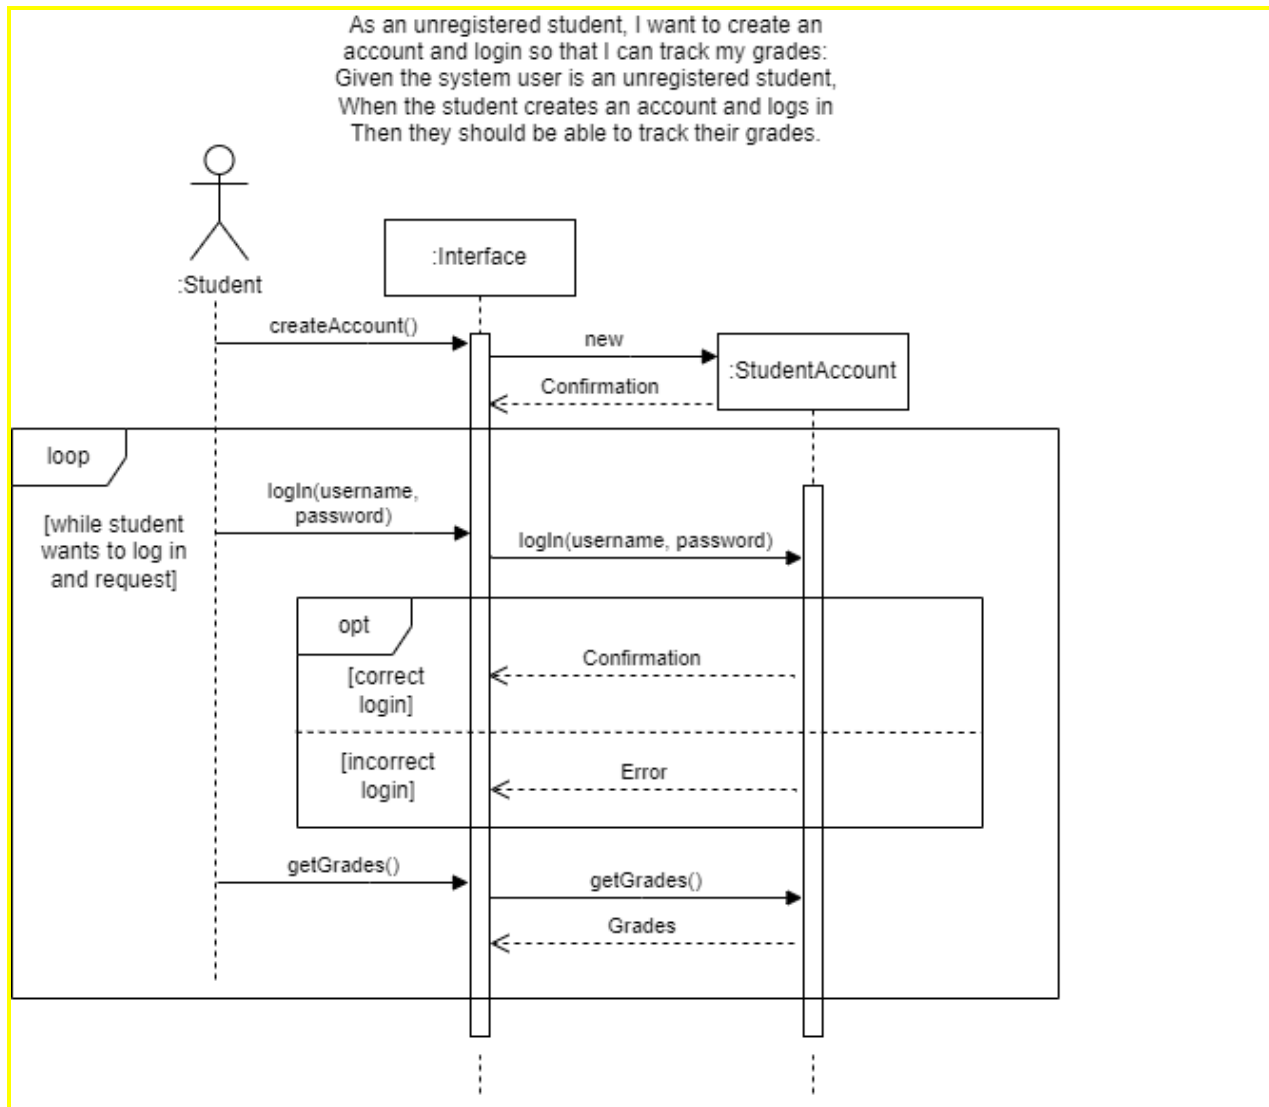 As an unregistered student, I want to create an
account and login so that I can track my grades:
Given the system user is an unregistered student,
When the student creates an account and logs in
Then they should be able to track their grades.
:Student
:Interface
createAccount()
new
:StudentAccount
Confirmation
loop
[while student
wants to log in
and request]
logIn(username,
password)
logIn(username, password)
opt
[correct
login]
Confirmation
[incorrect
login]
Error
getGrades()
getGrades()
Grades